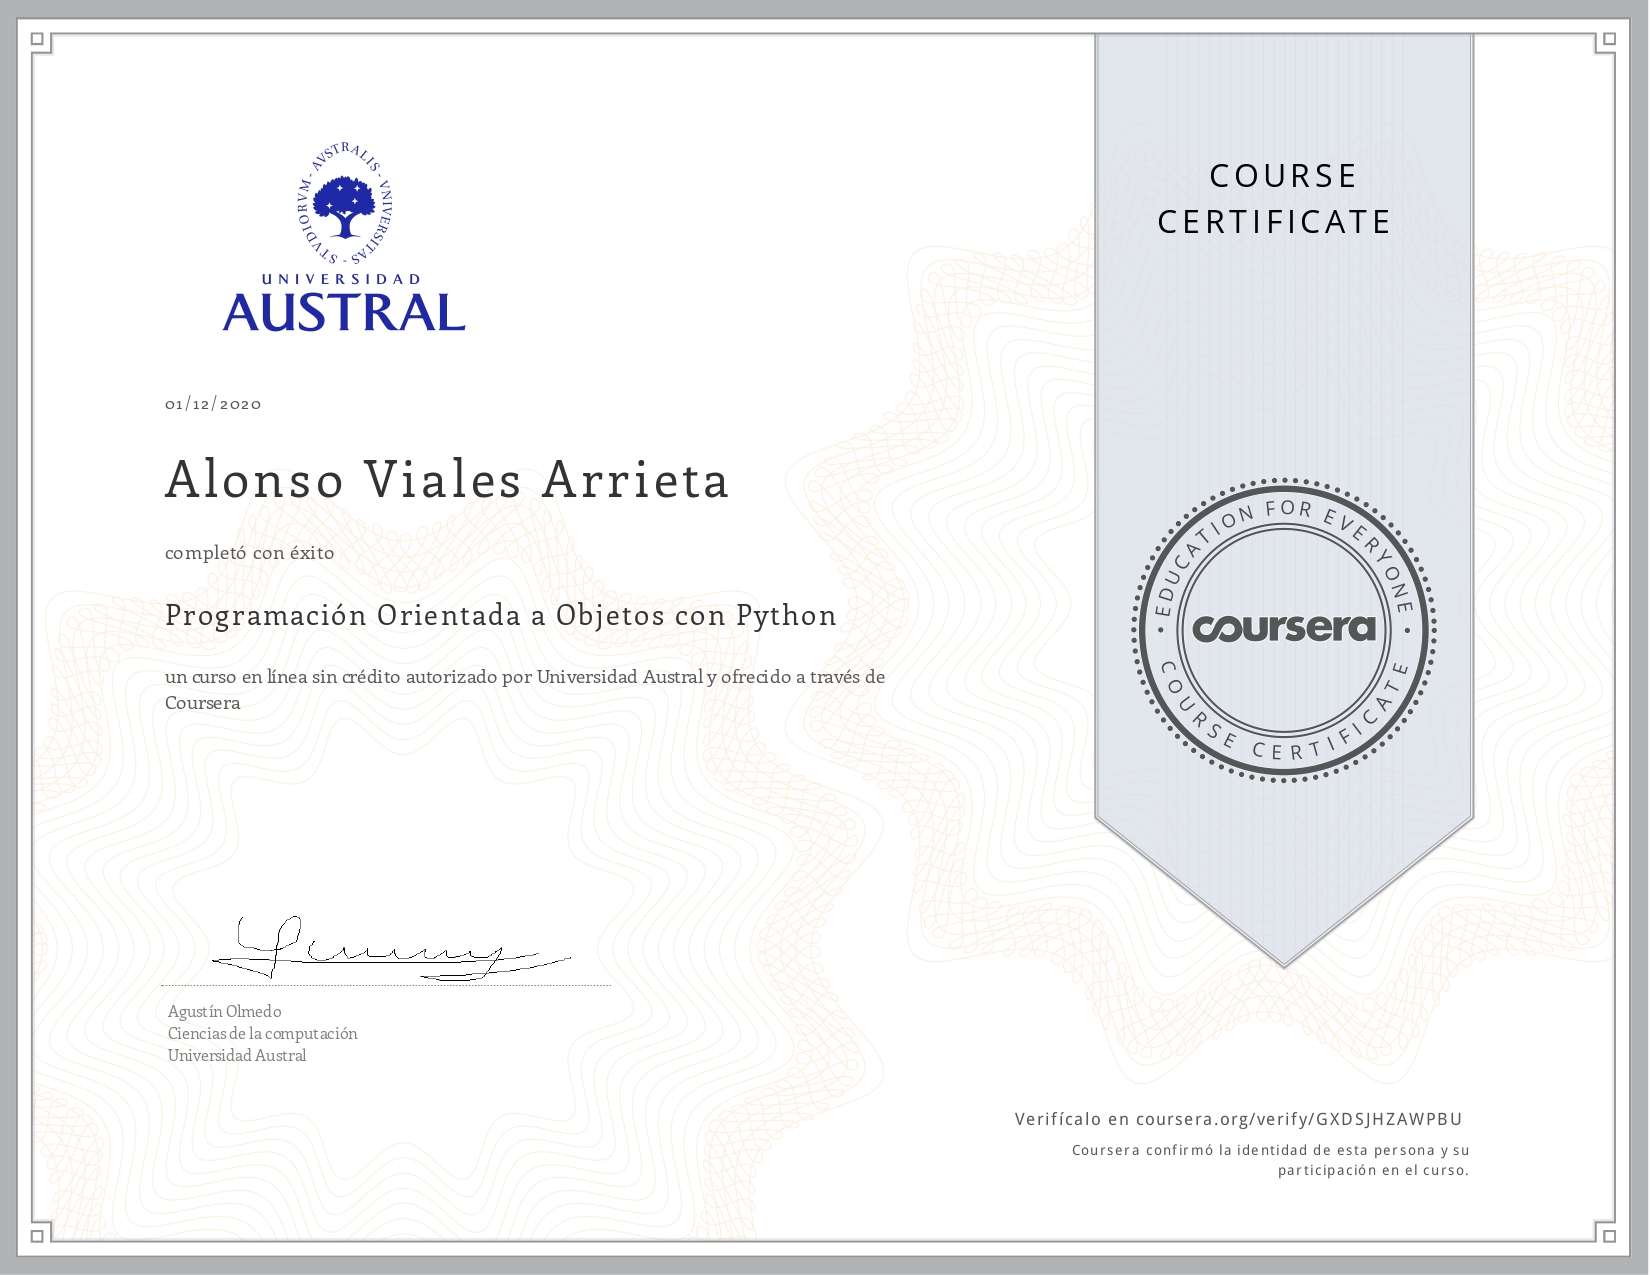 STVDIORVM - AVSTRALIS - VNIVERSITAS -
UNIVERSIDAD
AUSTRAL
COURSE
CERTIFICATE
01/12/2020
Alonso Viales Arrieta
completó con éxito
Programación Orientada a Objetos con Python
un curso en línea sin crédito autorizado por Universidad Austral y ofrecido a través de
Coursera
• EDUCATION FOR EVERYONE •
coursera
COURSE CERTIFICATE
Agustín Olmedo
Ciencias de la computación
Universidad Austral
Verifícalo en coursera.org/verify/GXDSJHZAWPBU
Coursera confirmó la identidad de esta persona y su
participación en el curso.